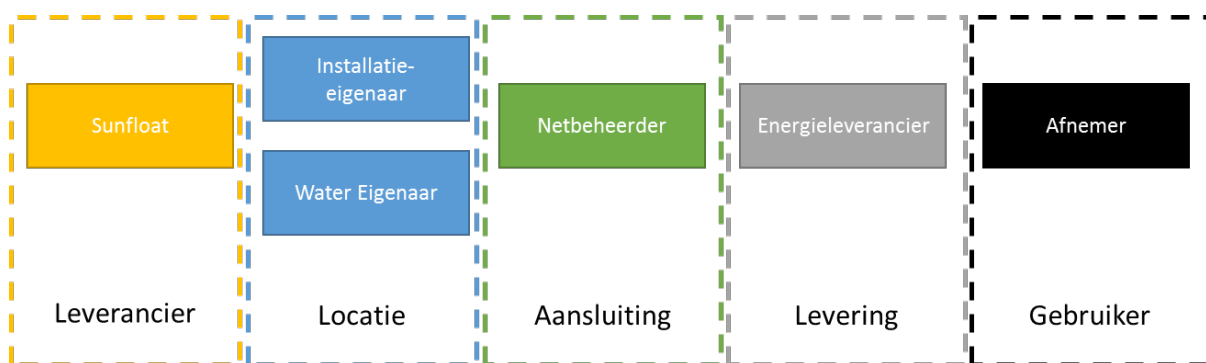 Sunfloat
Installatie-
eigenaar
Water Eigenaar
Netbeheerder
Energieleverancier
Afnemer
Leverancier
Locatie
Aansluiting
Levering
Gebruiker